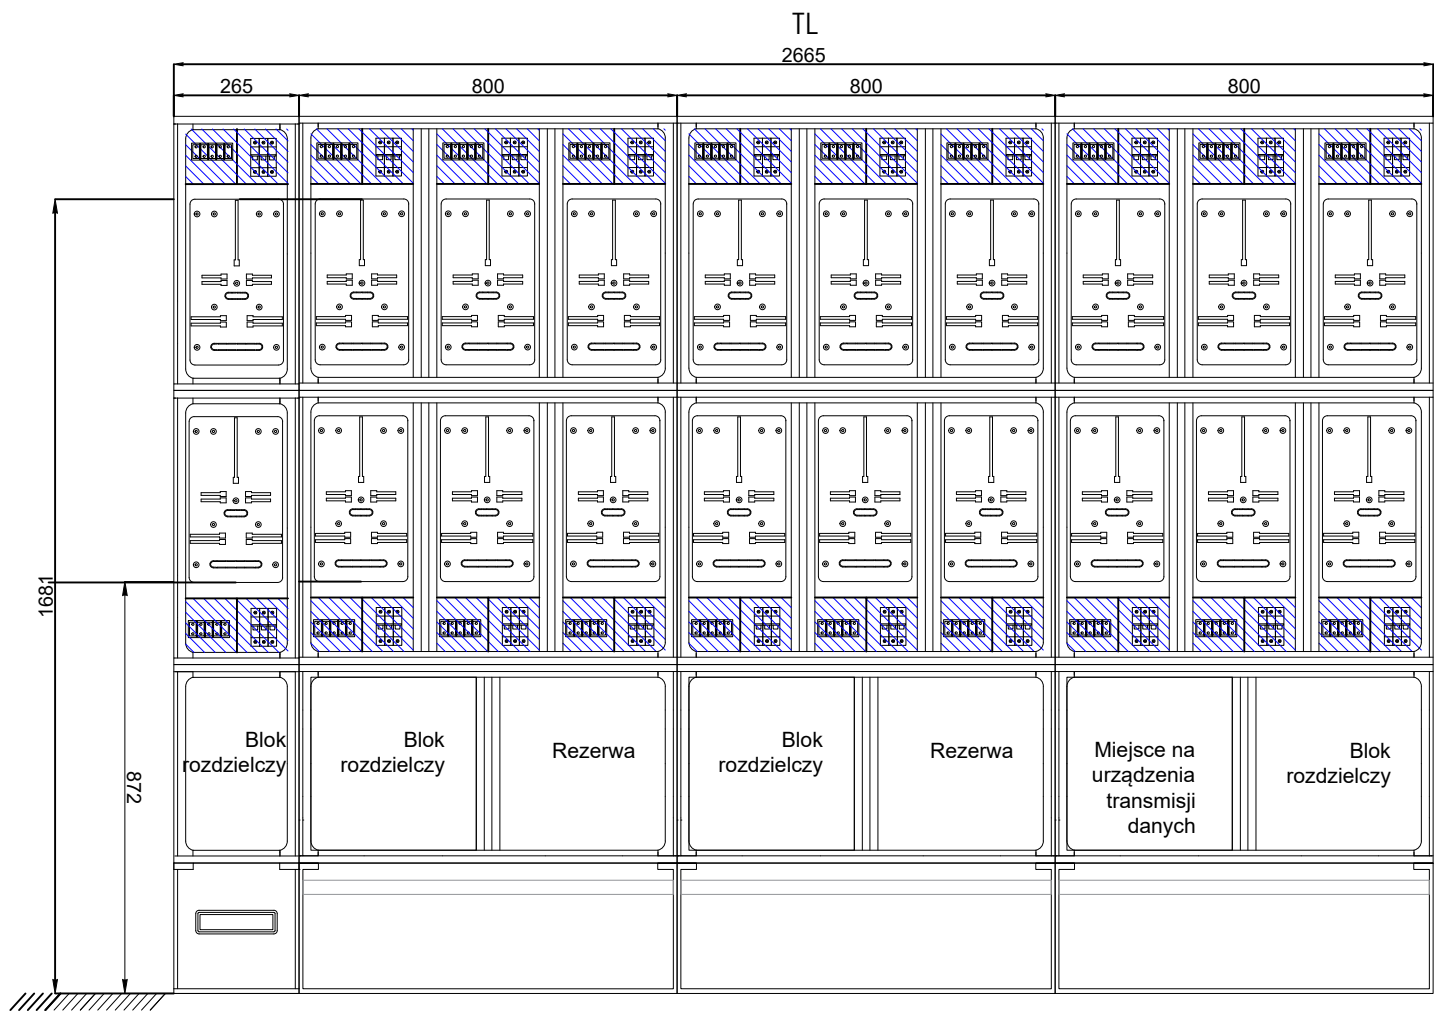 TL
2665
265
800
800
800
1681
872
Blok
rozdzielczy
Blok
rozdzielczy
Rezerwa
Blok
rozdzielczy
Rezerwa
Miejsce na
urządzenia
transmisji
danych
Blok
rozdzielczy